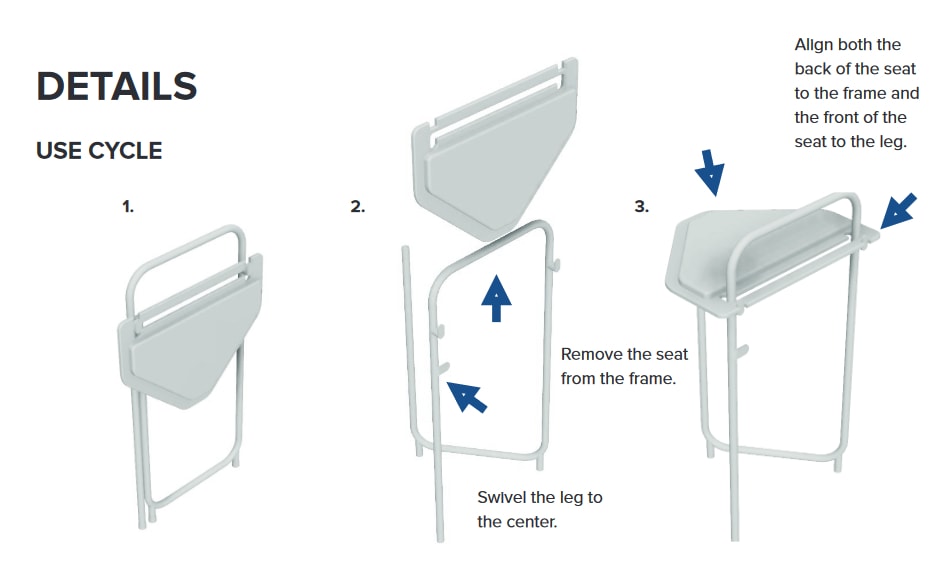 DETAILS
USE CYCLE
1.
2.
3.
Align both the
back of the seat
to the frame and
the front of the
seat to the leg.
Remove the seat
from the frame.
Swivel the leg to
the center.